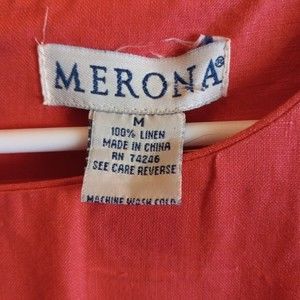 MERONA®
M
100% LINEN
MADE IN CHINA
RN 74246
SEE CARE REVERSE
MACHINE WASH COLD